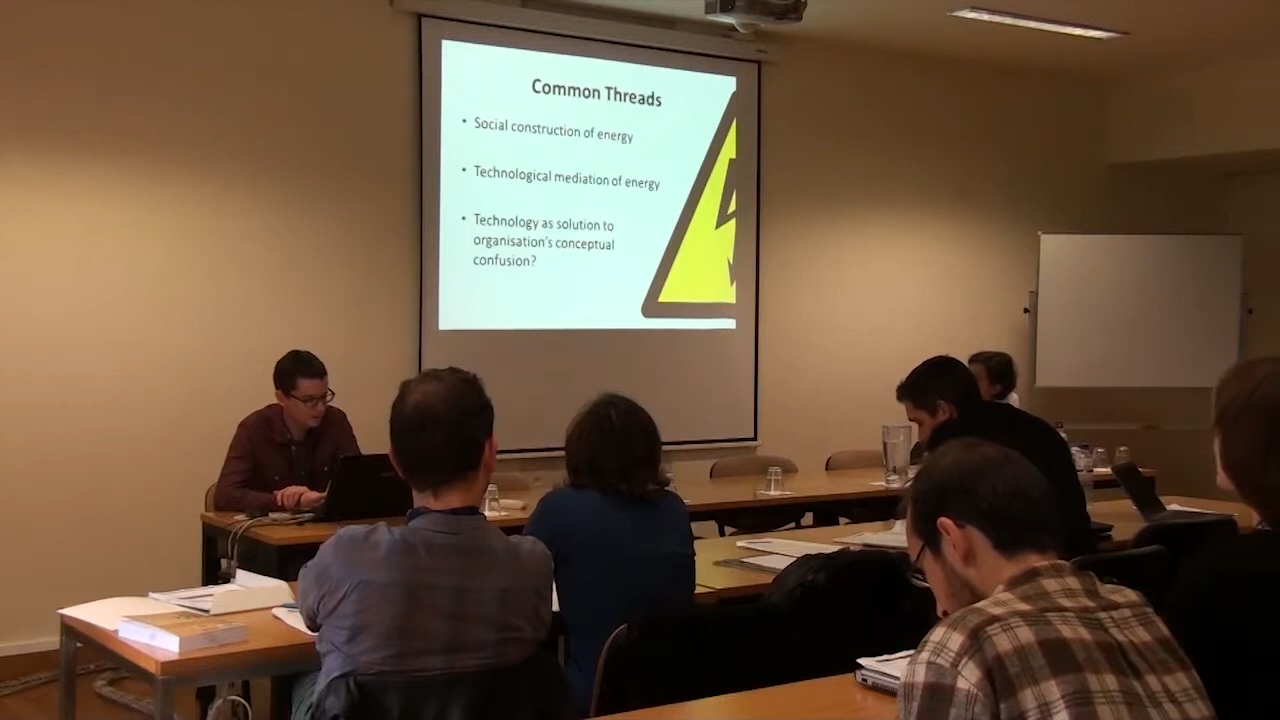 Common Threads
• Social construction of energy
• Technological mediation of energy
• Technology as solution to
organisation's conceptual
confusion?